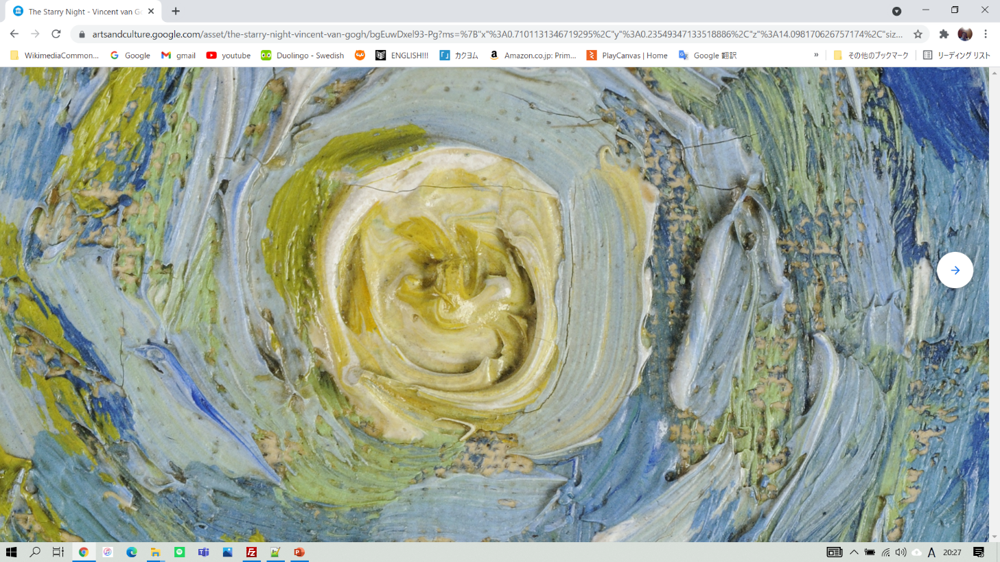 The Starry Night - Vincent van Go
artsandculture.google.com/asset/the-starry-night-vincent-van-gogh/bgEuwDxel93-Pg?ms=%7B"x"%3A0.7101131346719295%2C"y"%3A0.23549347133518886%2C"z"%3A14.098170626757174%2C"siz...
WikimediaCommon... Google gmail youtube Duolingo - Swedish ENGLISH!!! カクヨム Amazon.co.jp: Prim... PlayCanvas | Home Google 翻訳 » その他のブックマーク リーディング リスト
A 20:27